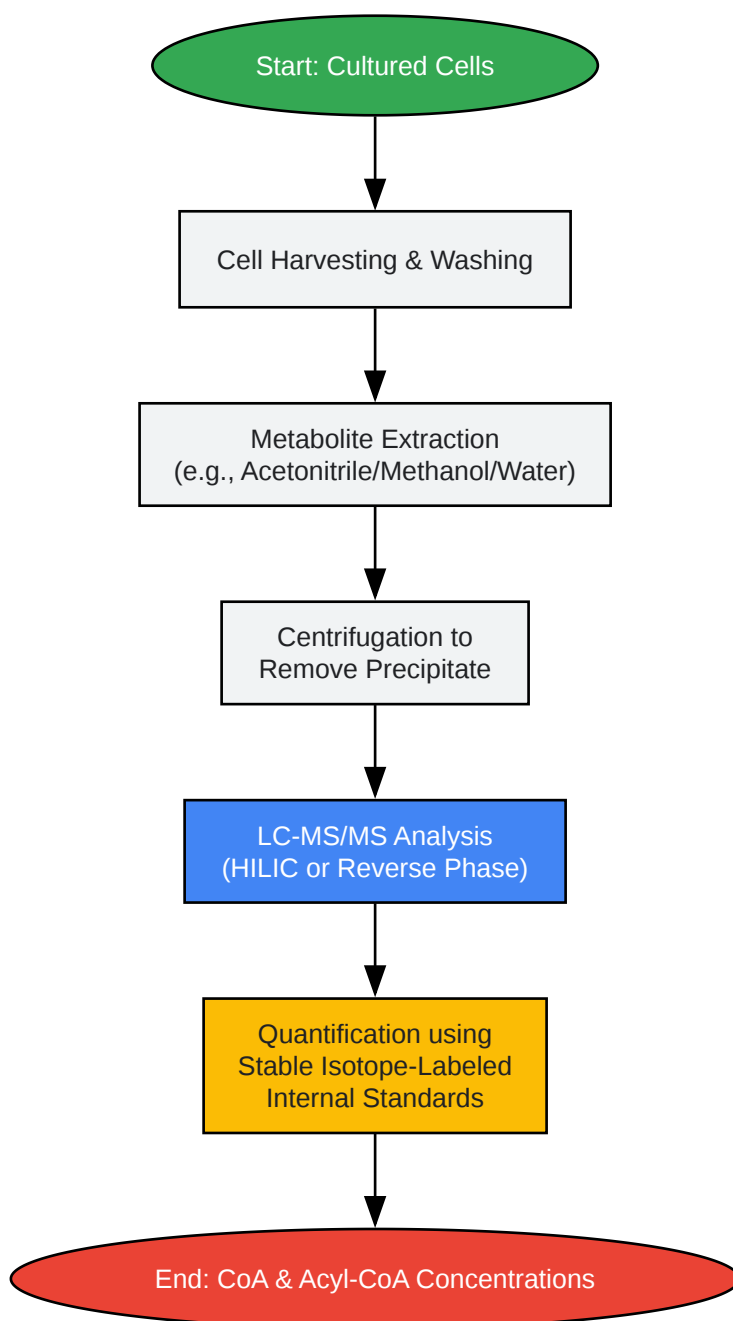 Start: Cultured Cells
Cell Harvesting & Washing
Metabolite Extraction
(e.g., Acetonitrile/Methanol/Water)
Centrifugation to
Remove Precipitate
LC-MS/MS Analysis
(HILIC or Reverse Phase)
Quantification using
Stable Isotope-Labeled
Internal Standards
End: CoA & Acyl-CoA Concentrations